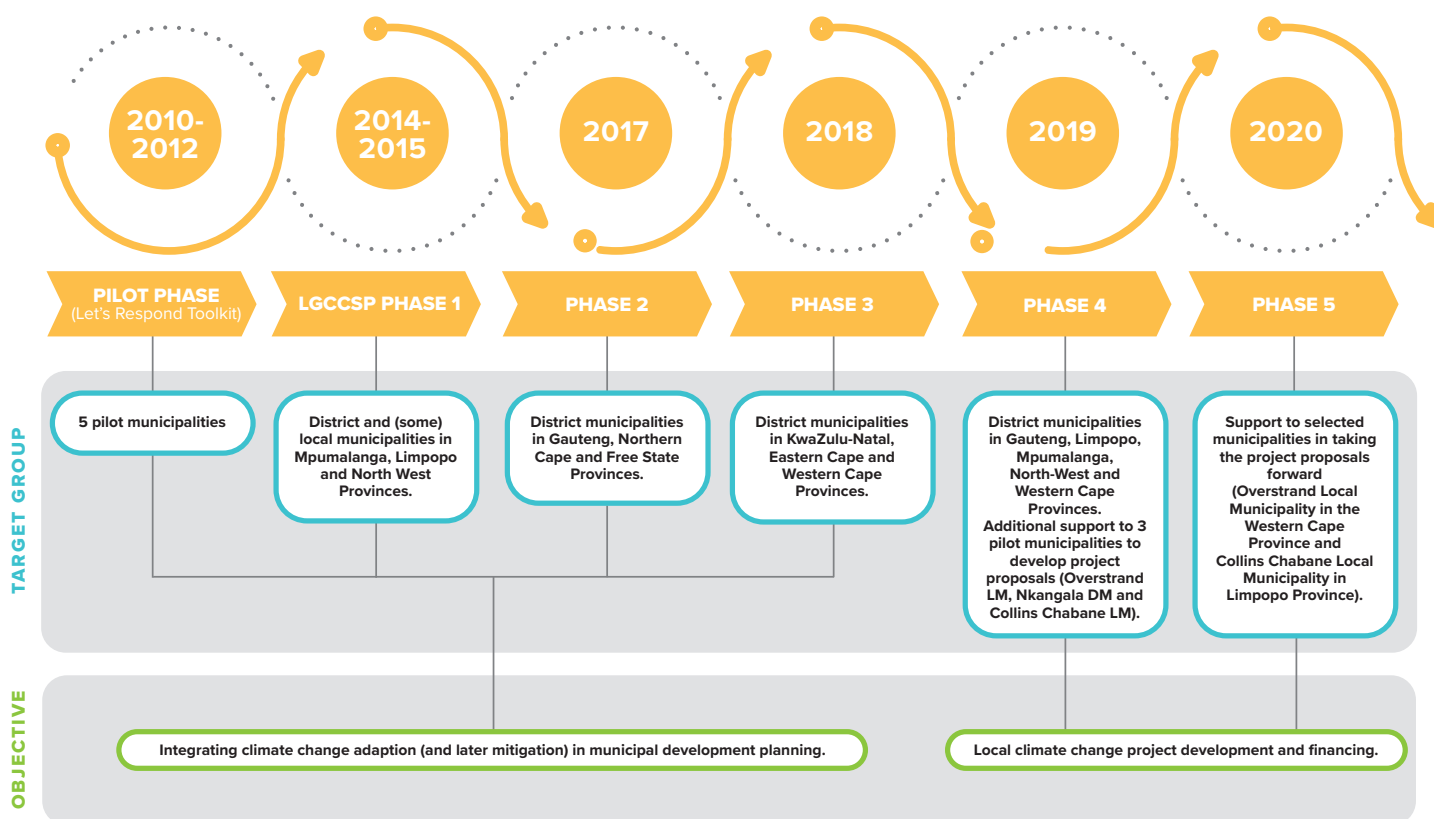 2010-
2012
2014-
2015
2017
2018
2019
2020
PILOT PHASE
(Let's Respond Toolkit)
LGCCSP PHASE 1
PHASE 2
PHASE 3
PHASE 4
PHASE 5
TARGET GROUP
5 pilot municipalities
District and (some)
local municipalities in
Mpumalanga, Limpopo
and North West
Provinces.
District municipalities
in Gauteng, Northern
Cape and Free State
Provinces.
District municipalities
in KwaZulu-Natal,
Eastern Cape and
Western Cape
Provinces.
District municipalities
in Gauteng, Limpopo,
Mpumalanga,
North-West and
Western Cape
Provinces.
Additional support to 3
pilot municipalities to
develop project
proposals (Overstrand
LM, Nkangala DM and
Collins Chabane LM).
Support to selected
municipalities in taking
the project proposals
forward
(Overstrand Local
Municipality in the
Western Cape
Province and
Collins Chabane Local
Municipality in
Limpopo Province).
OBJECTIVE
Integrating climate change adaption (and later mitigation) in municipal development planning.
Local climate change project development and financing.